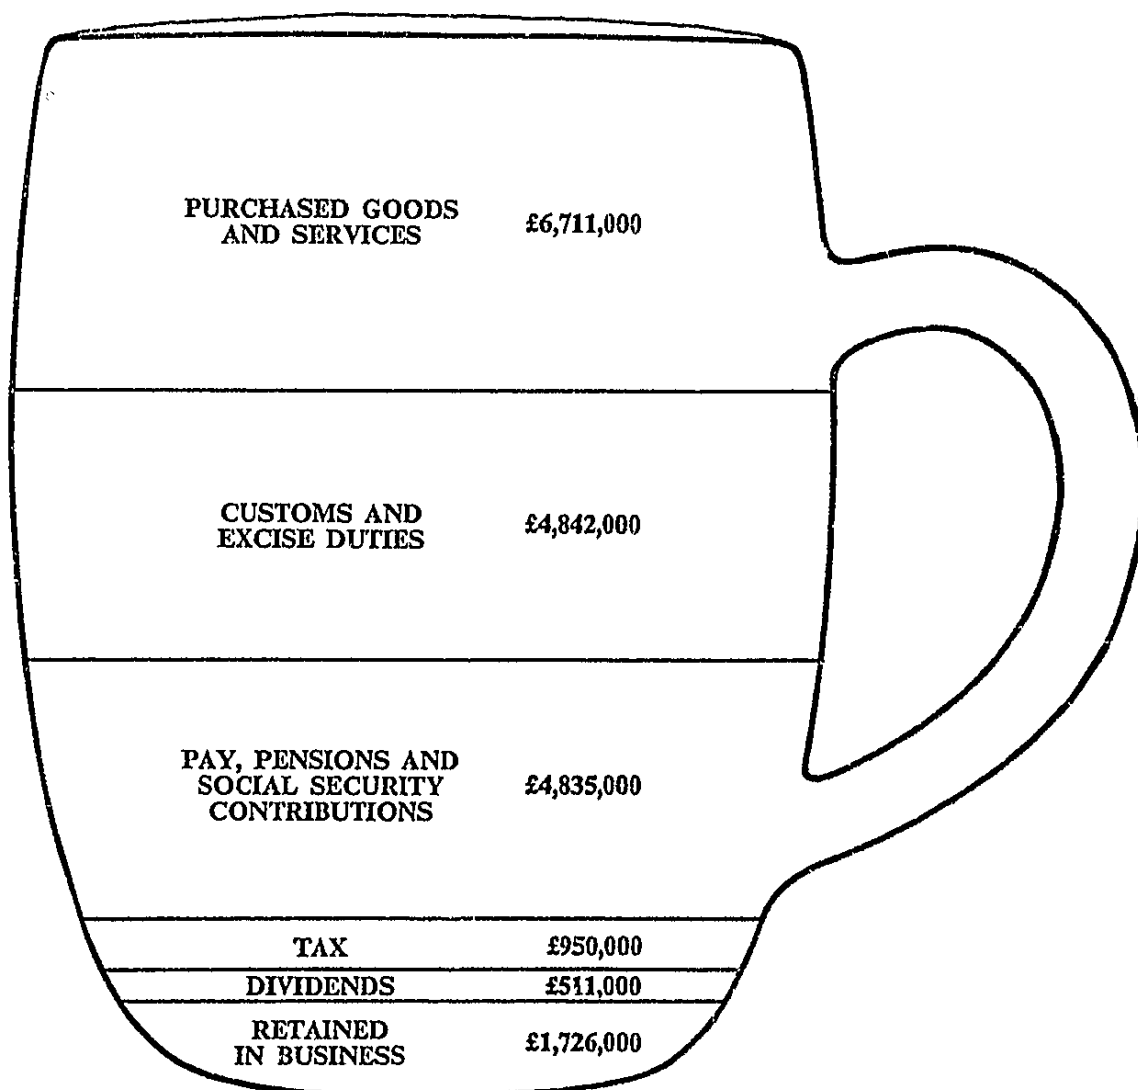 PURCHASED GOODS
AND SERVICES £6,711,000
CUSTOMS AND
EXCISE DUTIES £4,842,000
PAY, PENSIONS AND
SOCIAL SECURITY £4,835,000
CONTRIBUTIONS
TAX £950,000
DIVIDENDS £511,000
RETAINED
IN BUSINESS £1,726,000